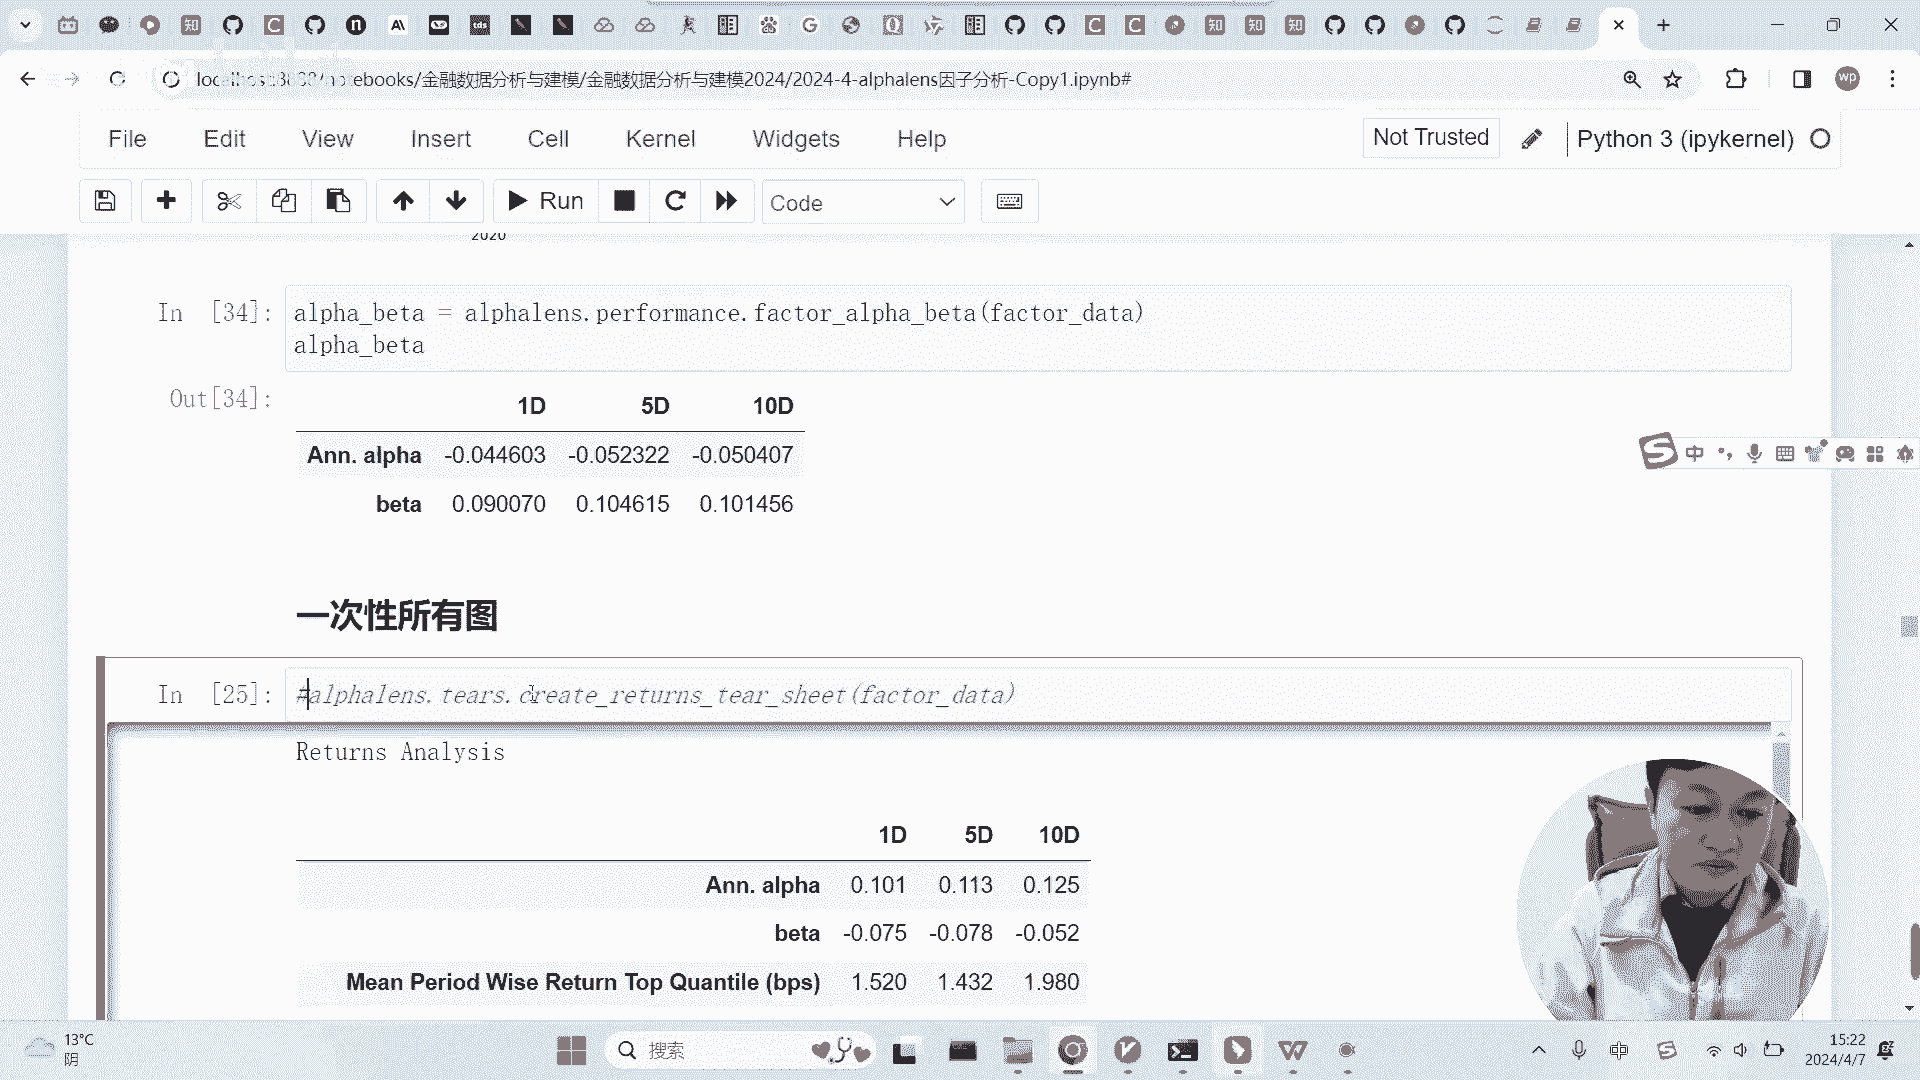 localhost:8888/notebooks/金融数据分析与建模/金融数据分析与建模2024/2024-4-alphalens因子分析-Copy1.ipynb#
wp
File Edit View Insert Cell Kernel Widgets Help
Not Trusted
Python 3 (ipykernel)
Run
Code
2020
In [34]: alpha_beta = alphalens.performance.factor_alpha_beta(factor_data)
alpha_beta
Out[34]:
1D 5D 10D
Ann. alpha -0.044603 -0.052322 -0.050407
beta 0.090070 0.104615 0.101456
一次性所有图
In [25]: #alphalens.tears.create_returns_tear_sheet(factor_data)
Returns Analysis
1D 5D 10D
Ann. alpha 0.101 0.113 0.125
beta -0.075 -0.078 -0.052
Mean Period Wise Return Top Quantile (bps) 1.520 1.432 1.980
中
13°C
阴
搜索
中
15:22
2024/4/7